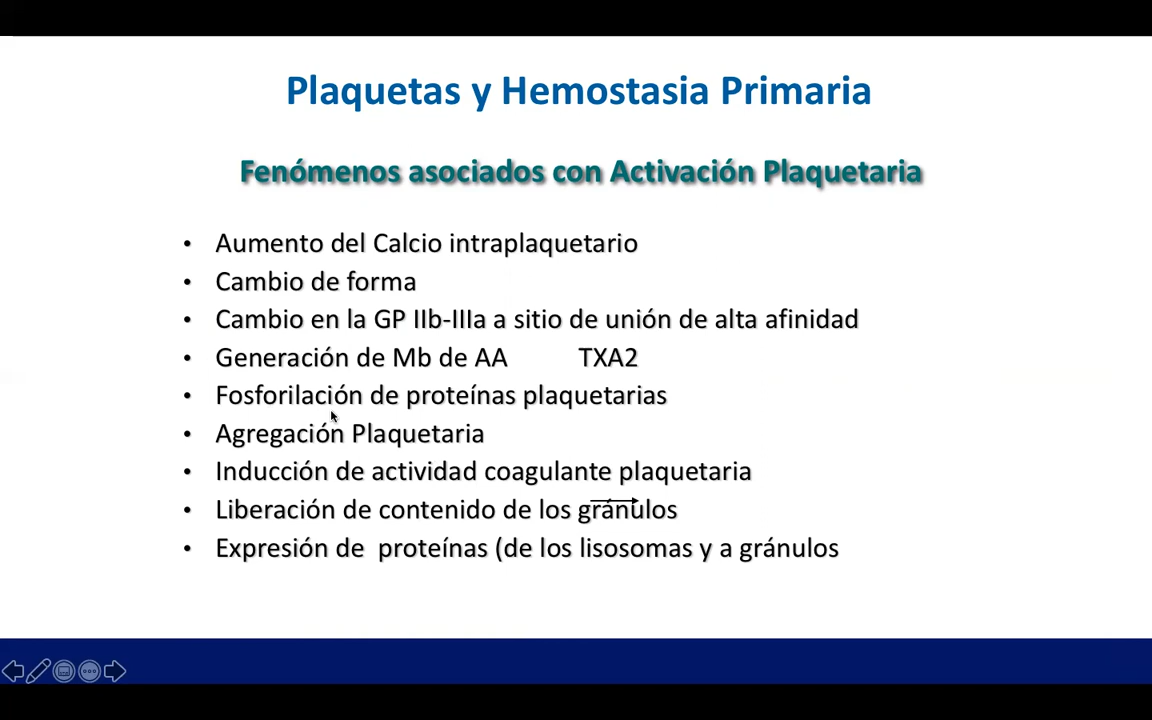 Plaquetas y Hemostasia Primaria
Fenómenos asociados con Activación Plaquetaria
• Aumento del Calcio intraplaquetario
• Cambio de forma
• Cambio en la GP IIb-IIIa a sitio de unión de alta afinidad
• Generación de Mb de AA TXA2
• Fosforilación de proteínas plaquetarias
• Agregación Plaquetaria
• Inducción de actividad coagulante plaquetaria
• Liberación de contenido de los gránulos
• Expresión de proteínas (de los lisosomas y a gránulos